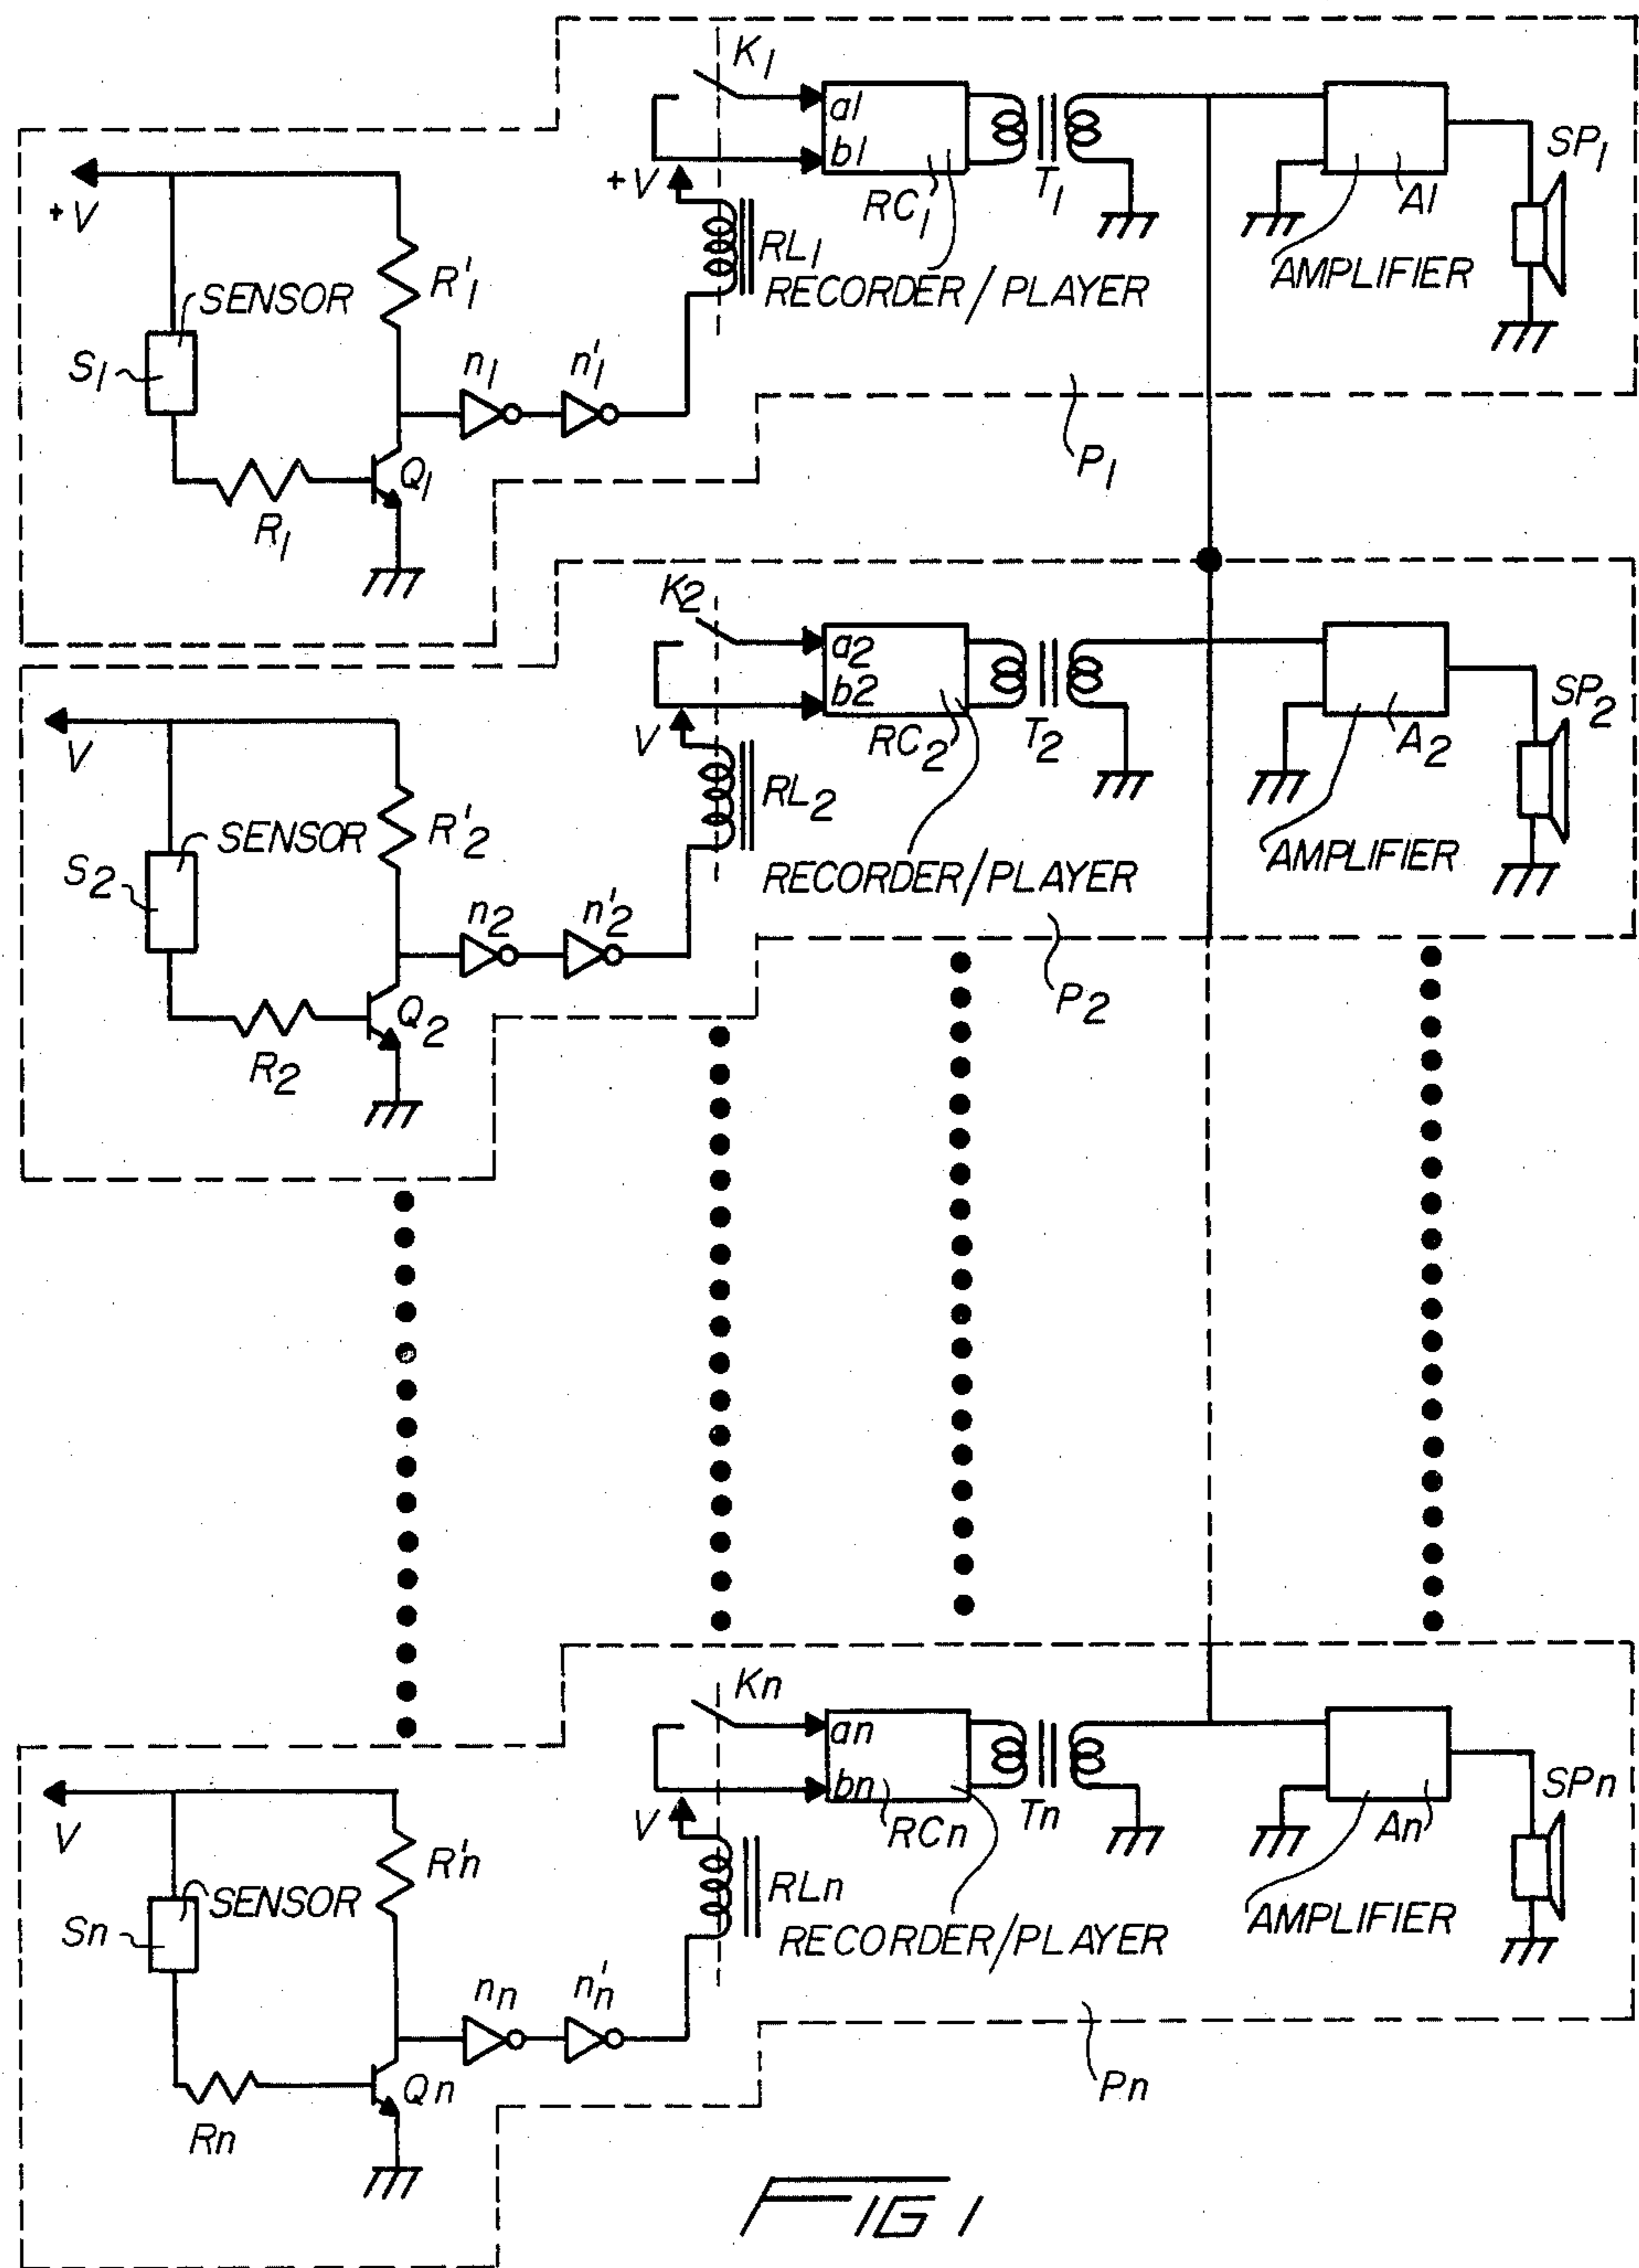 K1
a1
b1
+V
RC1
T1
A1
SP1
+V
R'1
SENSOR
S1
RL1
RECORDER/PLAYER
AMPLIFIER
n1
n'1
P1
Q1
R1
K2
a2
b2
V
RC2
T2
A2
SP2
V
R'2
SENSOR
S2
RL2
RECORDER/PLAYER
AMPLIFIER
n2
n'2
P2
Q2
R2
Kn
an
bn
V
RCn
Tn
An
SPn
V
R'n
SENSOR
Sn
RLn
RECORDER/PLAYER
AMPLIFIER
nn
n'n
Pn
Qn
Rn
FIG 1